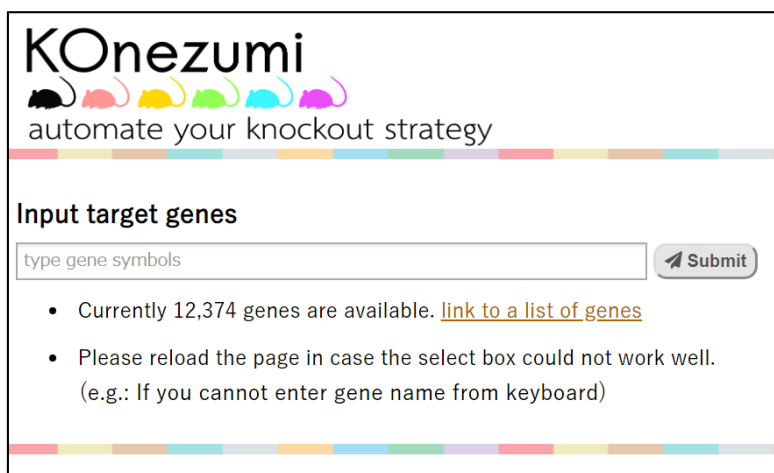 KOnezumi
automate your knockout strategy
Input target genes
type gene symbols
Submit
• Currently 12,374 genes are available. link to a list of genes
• Please reload the page in case the select box could not work well.
(e.g.: If you cannot enter gene name from keyboard)